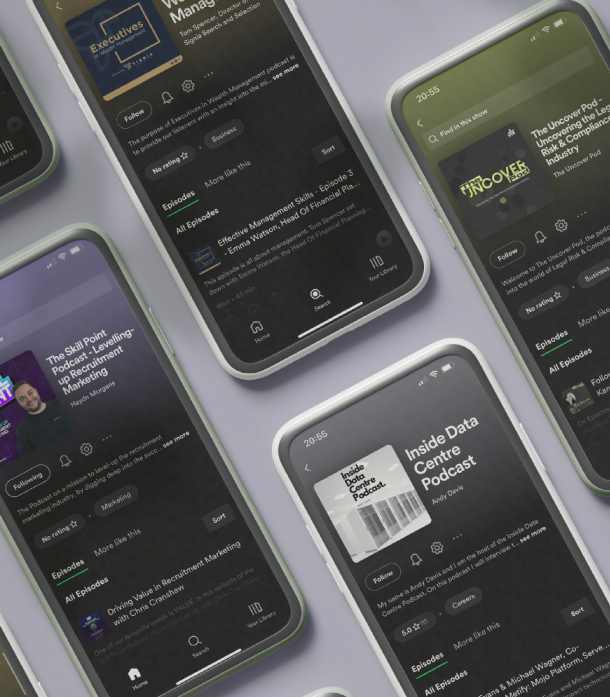 Your Library
Executives
in Wealth Management
SIGNIA
Manag
Tom Spencer, Director
Signia Search and Selection
Follow
The purpose of Executives in Wealth Management podcast is
to provide our listeners with an insight into the mi... see more
No rating
Business
Episodes
More like this
Sort
All Episodes
Effective Management Skills - Episode 3
- Emma Watson, Head Of Financial Pla...
This episode is all about management. Tom Spencer sat
down with Emma Watson, the Head Of Financial Planning...
Wed • 43 min
Home
Search
Your Library
20:55
Find in this show
UNCOVER
The Uncover Pod -
Uncovering the Leg
Risk & Compliance
Industry
The Uncover Pod
Follow
Welcome to The Uncover Pod, the podc
into the world of Legal Risk & Complian
No rating
Business
Episodes
More like
All Episodes
Follo
Kan
The Skill Point
Podcast - Levelling-
up Recruitment
Marketing
Haydn Morgans
Following
The Podcast on a mission to level-up the recruitment
marketing industry, by digging deep into the succ... see more
No rating
Marketing
Episodes
More like this
Sort
All Episodes
Driving Value in Recruitment Marketing
with Chris Cranshaw
One of our favourite words is VALUE. In this episode of the
Home
Search
Your Library
20:55
Inside
Data
Centre
Podcast.
Inside Data
Centre
Podcast
Andy Davis
Follow
My name is Andy Davis and I am the host of the Inside Data
Centre Podcast. On this podcast I will interview t... see more
5.0
Careers
Episodes
More like this
Sort
All Episodes
ans & Michael Wagner, Co-
Metify: Mojo Platform, Serve...